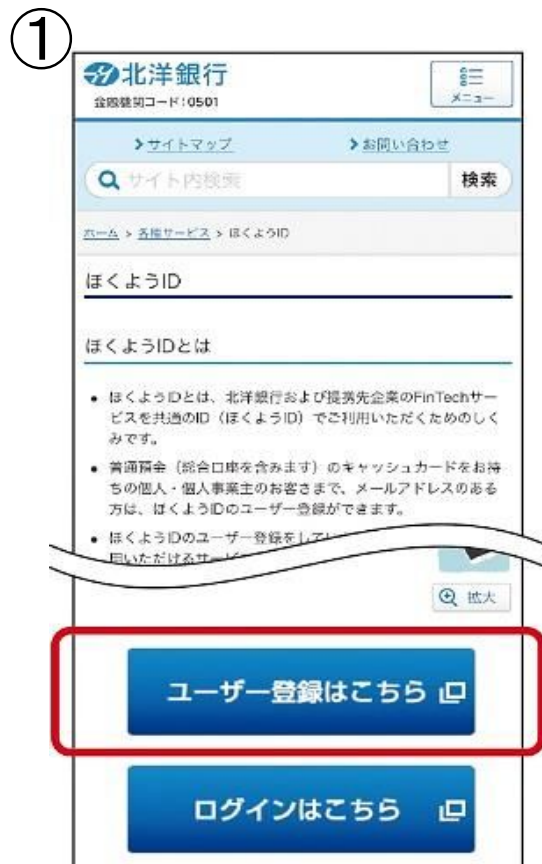 ①
北洋銀行
金融機関コード:0501
メニュー
サイトマップ
お問い合わせ
サイト内検索
検索
ホーム > 各種サービス > ほくようID
ほくようID
ほくようIDとは
• ほくようIDとは、北洋銀行および提携先企業のFinTechサー
ビスを共通のID（ほくようID）でご利用いただくためのしく
みです。
• 普通預金（総合口座を含みます）のキャッシュカードをお持
ちの個人・個人事業主のお客さまで、メールアドレスのある
方は、ほくようIDのユーザー登録ができます。
• ほくようIDのユーザー登録をして
用いただけるサービ
拡大
ユーザー登録はこちら
ログインはこちら